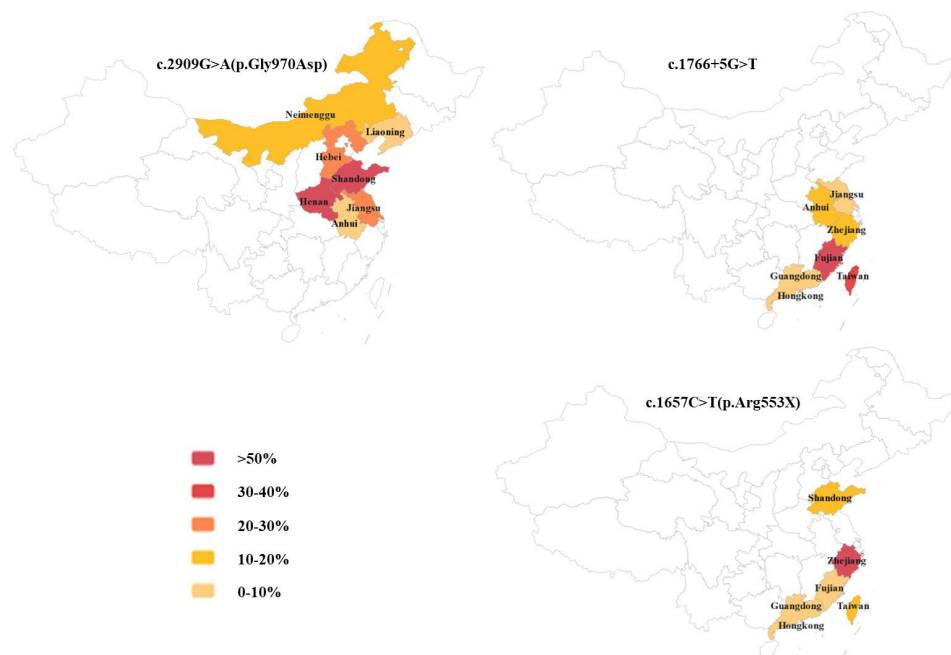 c.2909G>A(p.Gly970Asp)
Neimenggu
Liaoning
Hebei
Shandong
Henan
Jiangsu
Anhui
c.1766+5G>T
Jiangsu
Anhui
Zhejiang
Fujian
Guangdong
Taiwan
Hongkong
c.1657C>T(p.Arg553X)
Shandong
Zhejiang
Fujian
Guangdong
Taiwan
Hongkong
>50%
30-40%
20-30%
10-20%
0-10%